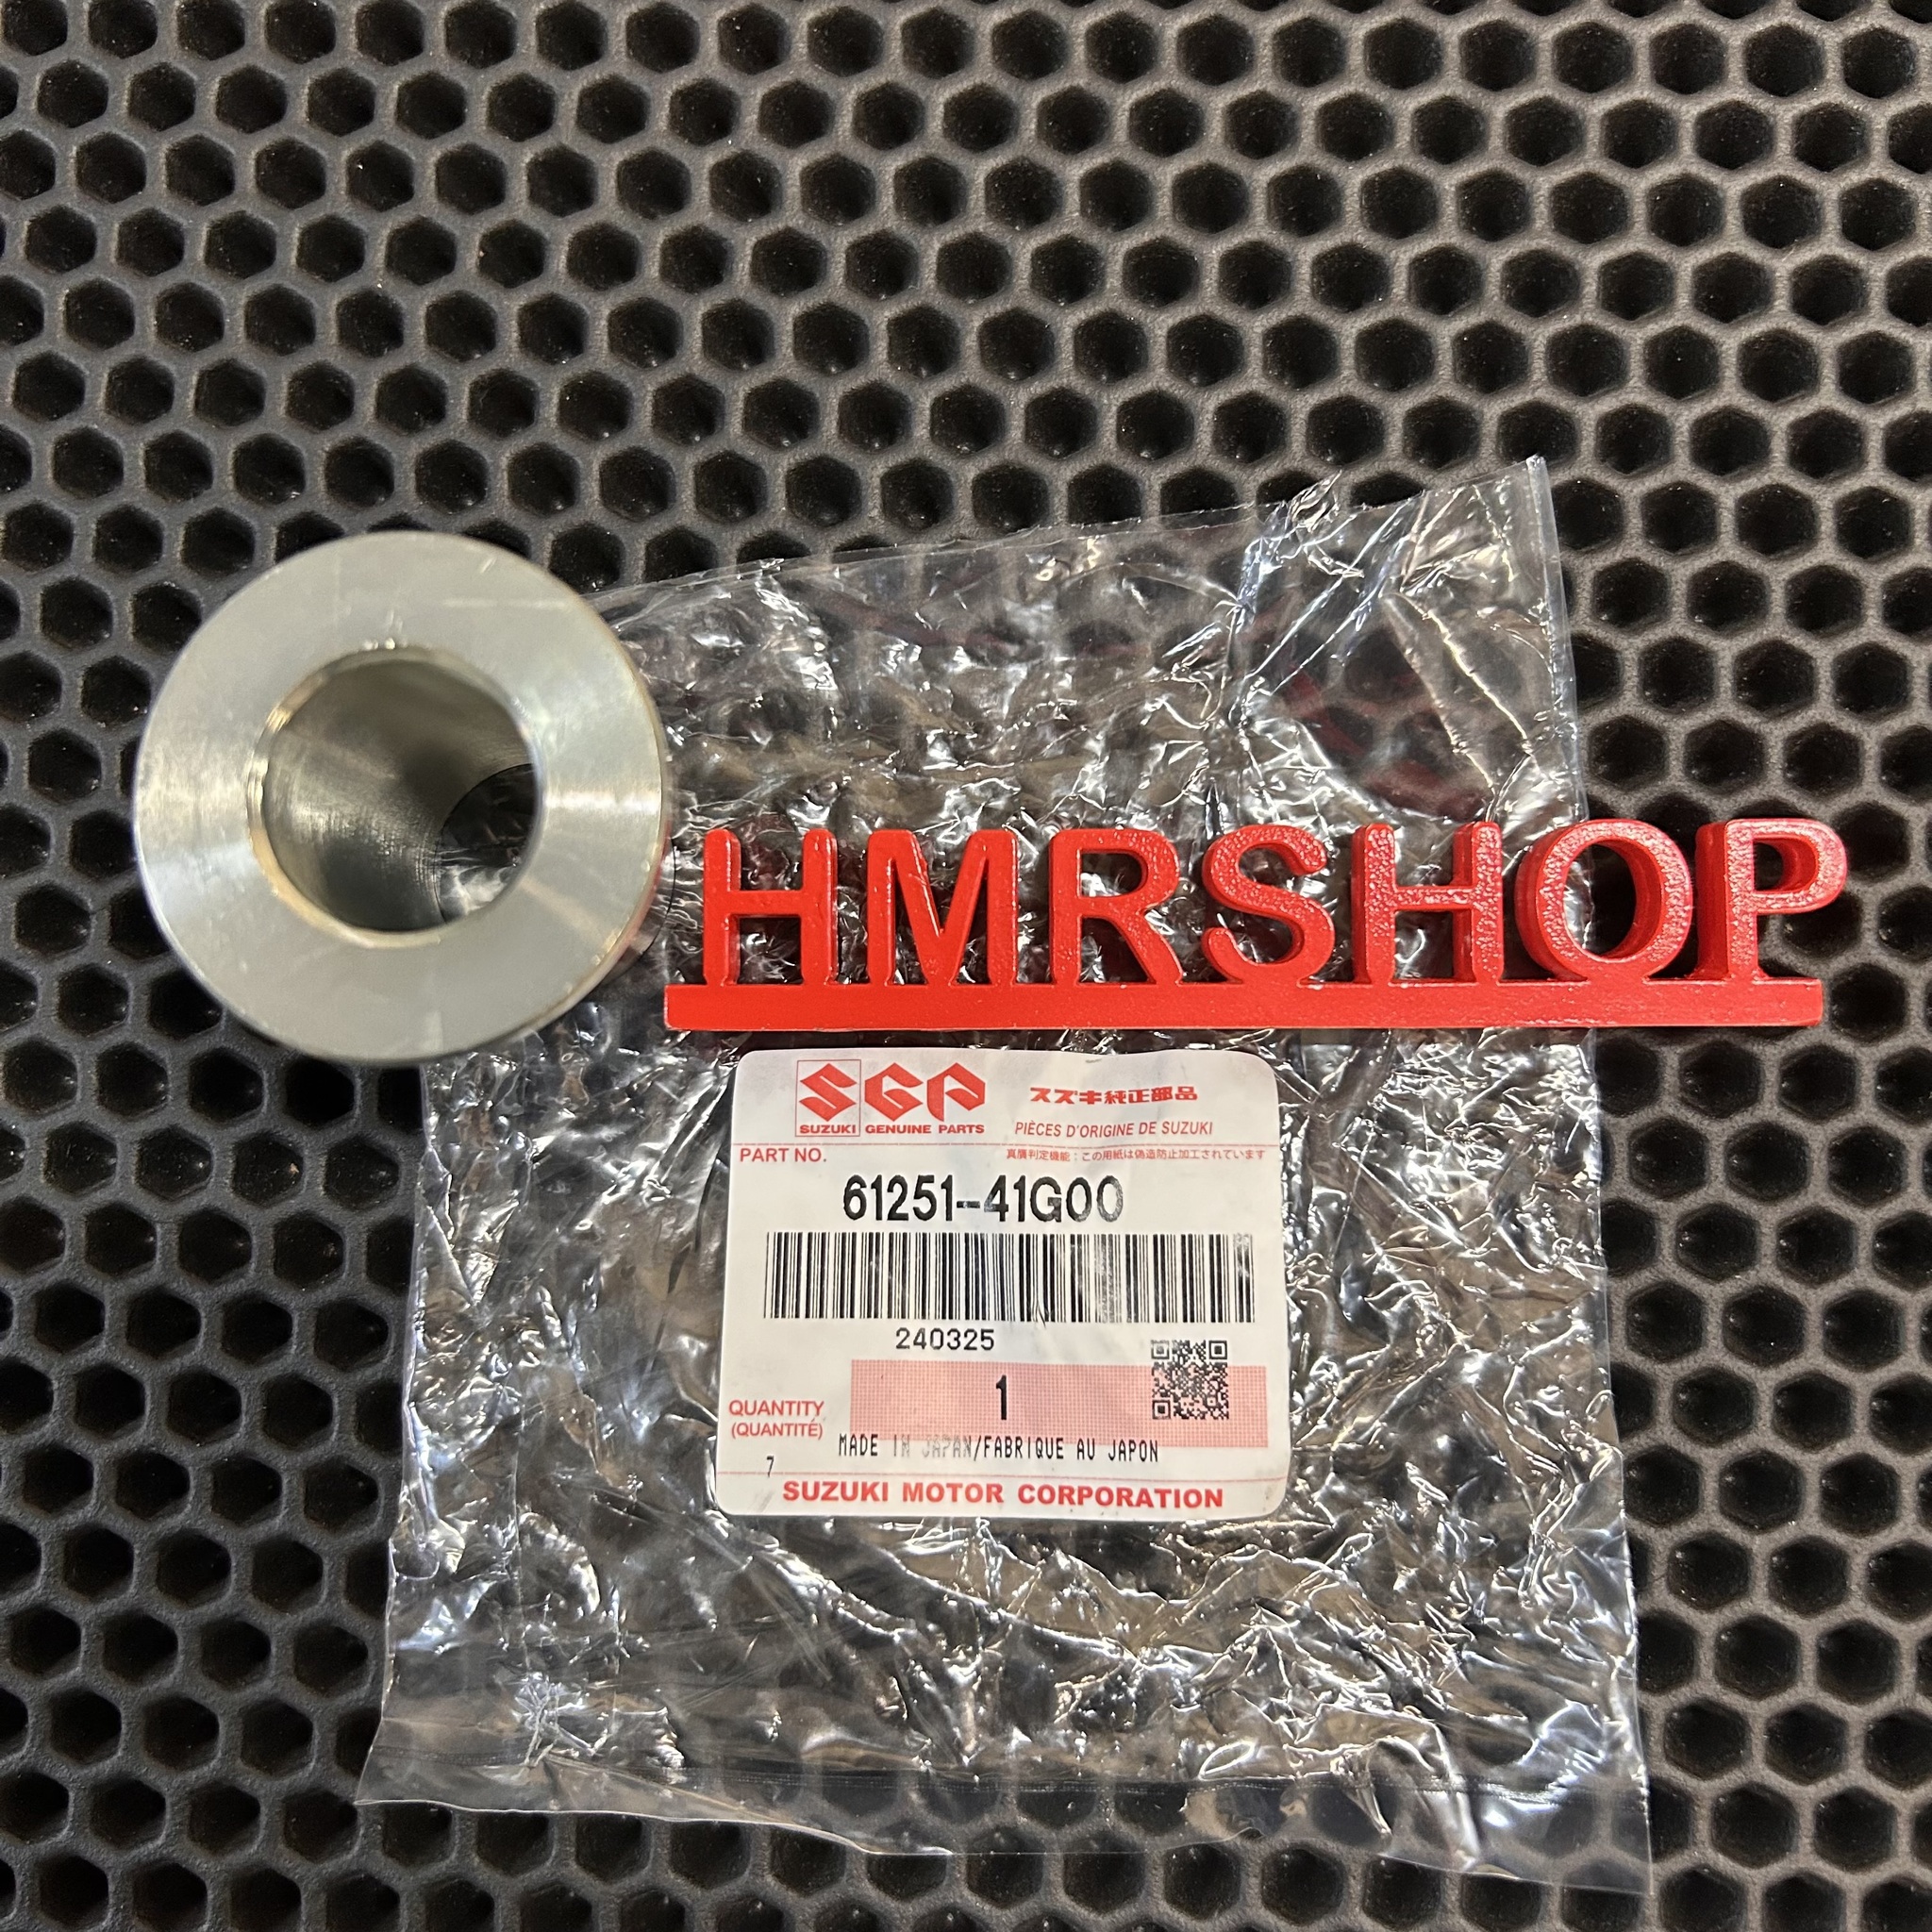 HMRSHOP
SGP
SUZUKI GENUINE PARTS
スズキ純正部品
PIÈCES D'ORIGINE DE SUZUKI
PART NO.
真贋判定機能：この用紙は偽造防止加工されています
61251-41G00
240325
1
QUANTITY
(QUANTITÉ)
MADE IN JAPAN/FABRIQUE AU JAPON
7
SUZUKI MOTOR CORPORATION